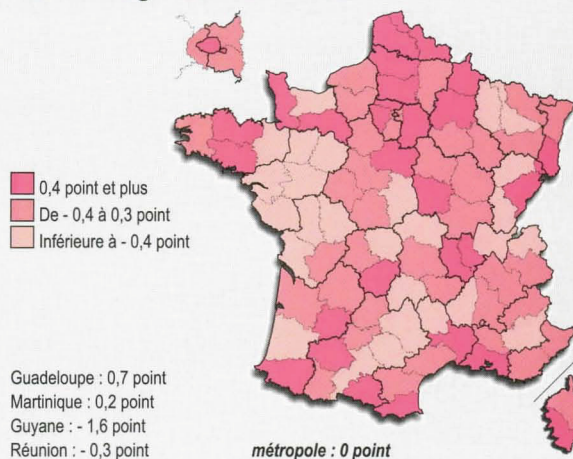 0,4 point et plus
De - 0,4 à 0,3 point
Inférieure à - 0,4 point
Guadeloupe : 0,7 point
Martinique : 0,2 point
Guyane : - 1,6 point
Réunion : - 0,3 point
métropole : 0 point